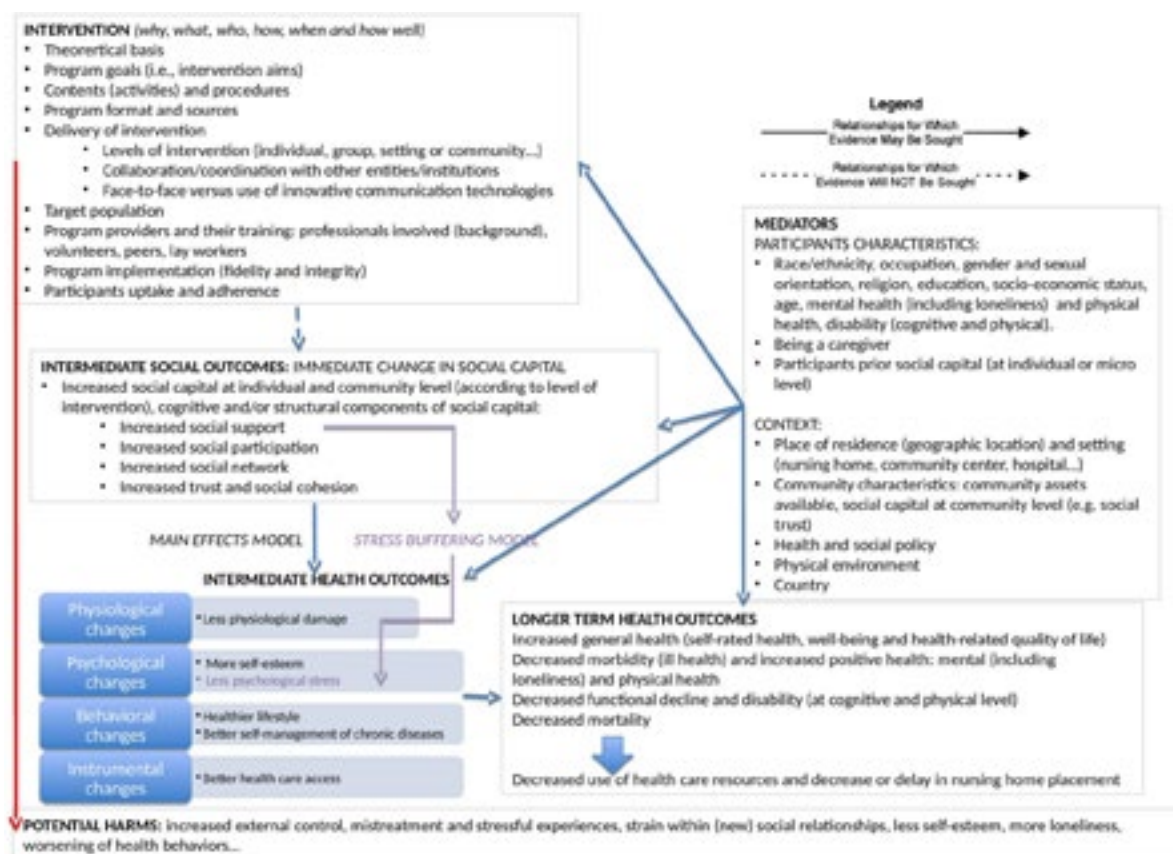 INTERVENTION (why, what, who, how, when and how well)
• Theorertical basis
• Program goals (i.e., intervention aims)
• Contents (activities) and procedures
• Program format and sources
• Delivery of intervention
• Levels of intervention (individual, group, setting or community...)
• Collaboration/coordination with other entities/institutions
• Face-to-face versus use of innovative communication technologies
• Target population
• Program providers and their training: professionals involved (background),
volunteers, peers, lay workers
• Program implementation (fidelity and integrity)
• Participants uptake and adherence
Legend
Relationships for Which
Evidence May Be Sought
Relationships for Which
Evidence Will NOT Be Sought
MEDIATORS
PARTICIPANTS CHARACTERISTICS:
• Race/ethnicity, occupation, gender and sexual
orientation, religion, education, socio-economic status,
age, mental health (including loneliness) and physical
health, disability (cognitive and physical).
• Being a caregiver
• Participants prior social capital (at individual or micro
level)
CONTEXT:
• Place of residence (geographic location) and setting
(nursing home, community center, hospital...)
• Community characteristics: community assets
available, social capital at community level (e.g. social
trust)
• Health and social policy
• Physical environment
• Country
INTERMEDIATE SOCIAL OUTCOMES: IMMEDIATE CHANGE IN SOCIAL CAPITAL
• Increased social capital at individual and community level (according to level of
intervention), cognitive and/or structural components of social capital:
• Increased social support
• Increased social participation
• Increased social network
• Increased trust and social cohesion
MAIN EFFECTS MODEL
STRESS BUFFERING MODEL
INTERMEDIATE HEALTH OUTCOMES
Physiological
changes
• Less physiological damage
Psychological
changes
• More self-esteem
• Less psychological stress
Behavioral
changes
• Healthier lifestyle
• Better self-management of chronic diseases
Instrumental
changes
• Better health care access
LONGER TERM HEALTH OUTCOMES
Increased general health (self-rated health, well-being and health-related quality of life)
Decreased morbidity (ill health) and increased positive health: mental (including
loneliness) and physical health
Decreased functional decline and disability (at cognitive and physical level)
Decreased mortality
Decreased use of health care resources and decrease or delay in nursing home placement
POTENTIAL HARMS: increased external control, mistreatment and stressful experiences, strain within (new) social relationships, less self-esteem, more loneliness,
worsening of health behaviors...